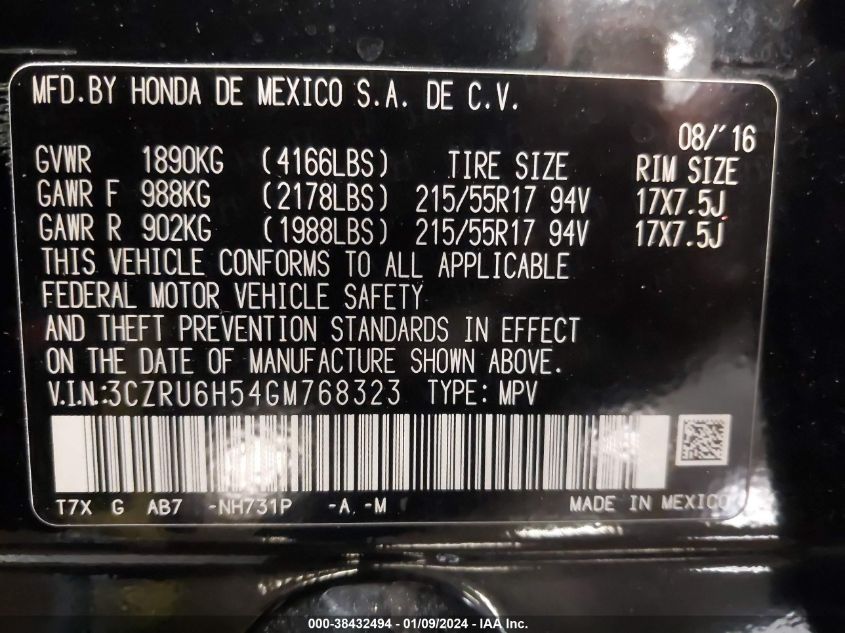 MFD.BY HONDA DE MEXICO S.A. DE C.V.
08/'16
GVWR 1890KG (4166LBS) TIRE SIZE RIM SIZE
GAWR F 988KG (2178LBS) 215/55R17 94V 17X7.5J
GAWR R 902KG (1988LBS) 215/55R17 94V 17X7.5J
THIS VEHICLE CONFORMS TO ALL APPLICABLE
FEDERAL MOTOR VEHICLE SAFETY
AND THEFT PREVENTION STANDARDS IN EFFECT
ON THE DATE OF MANUFACTURE SHOWN ABOVE.
V.I.N.:3CZRU6H54GM768323 TYPE: MPV
T7X G AB7 -NH731P -A -M MADE IN MEXICO
000-38432494 - 01/09/2024 - IAA Inc.